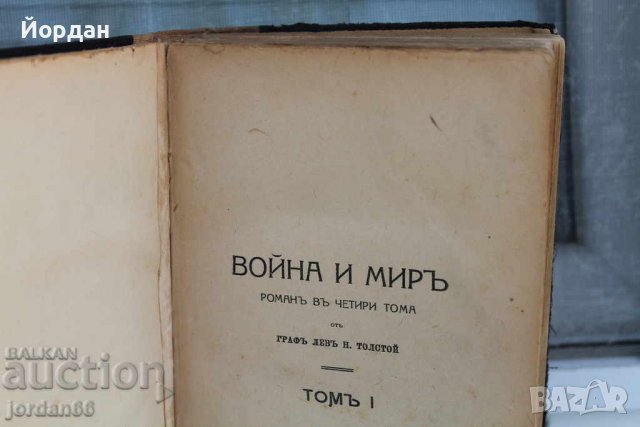 Йордан
ВОЙНА И МИРЪ
РОМАНЪ ВЪ ЧЕТИРИ ТОМА
отъ
ГРАФЪ ЛЕВЪ Н. ТОЛСТОЙ
ТОМЪ I
BALKAN
auction
jordan66
BAZAR